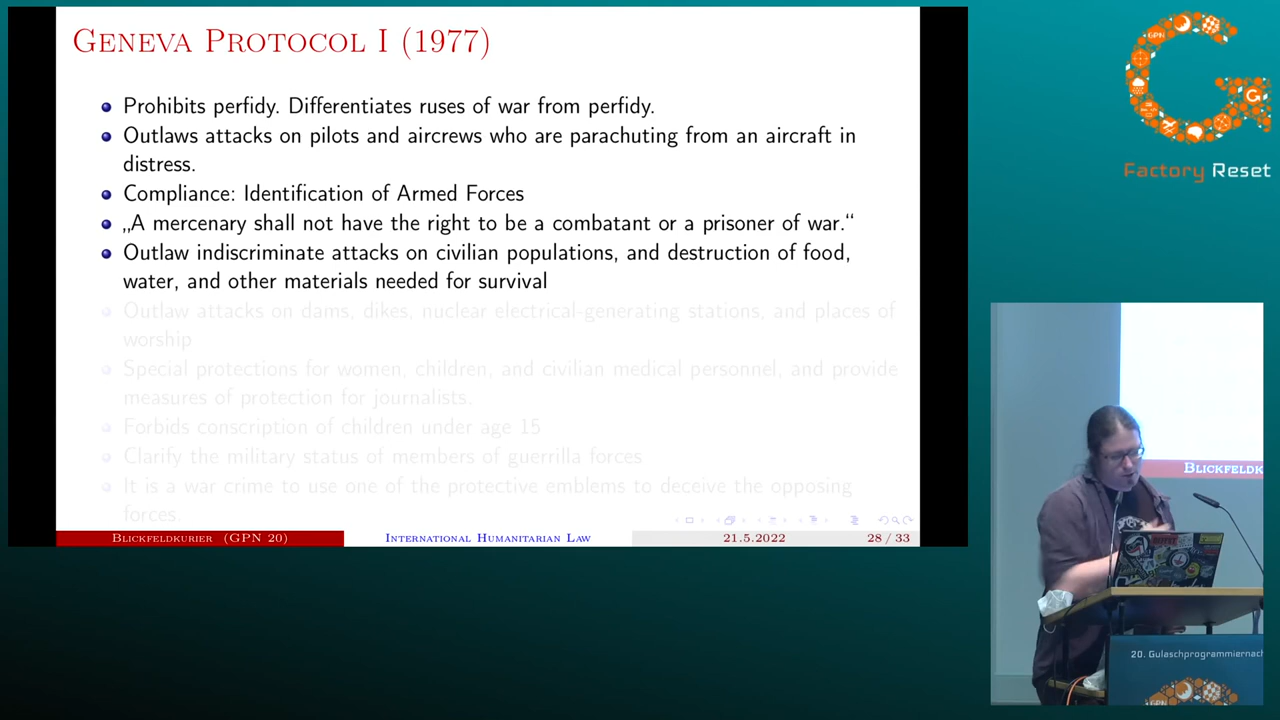 GENEVA PROTOCOL I (1977)
Prohibits perfidy. Differentiates ruses of war from perfidy.
Outlaws attacks on pilots and aircrews who are parachuting from an aircraft in
distress.
Compliance: Identification of Armed Forces
„A mercenary shall not have the right to be a combatant or a prisoner of war.“
Outlaw indiscriminate attacks on civilian populations, and destruction of food,
water, and other materials needed for survival
Outlaw attacks on dams, dikes, nuclear electrical-generating stations, and places of
worship
Special protections for women, children, and civilian medical personnel, and provide
measures of protection for journalists.
Forbids conscription of children under age 15
Clarify the military status of members of guerrilla forces
It is a war crime to use one of the protective emblems to deceive the opposing
forces.
BLICKFELDKURIER (GPN 20)
INTERNATIONAL HUMANITARIAN LAW
21.5.2022
28 / 33
GPN
G
Factory Reset
BLICKFELDK
20. Gulaschprogrammiernach